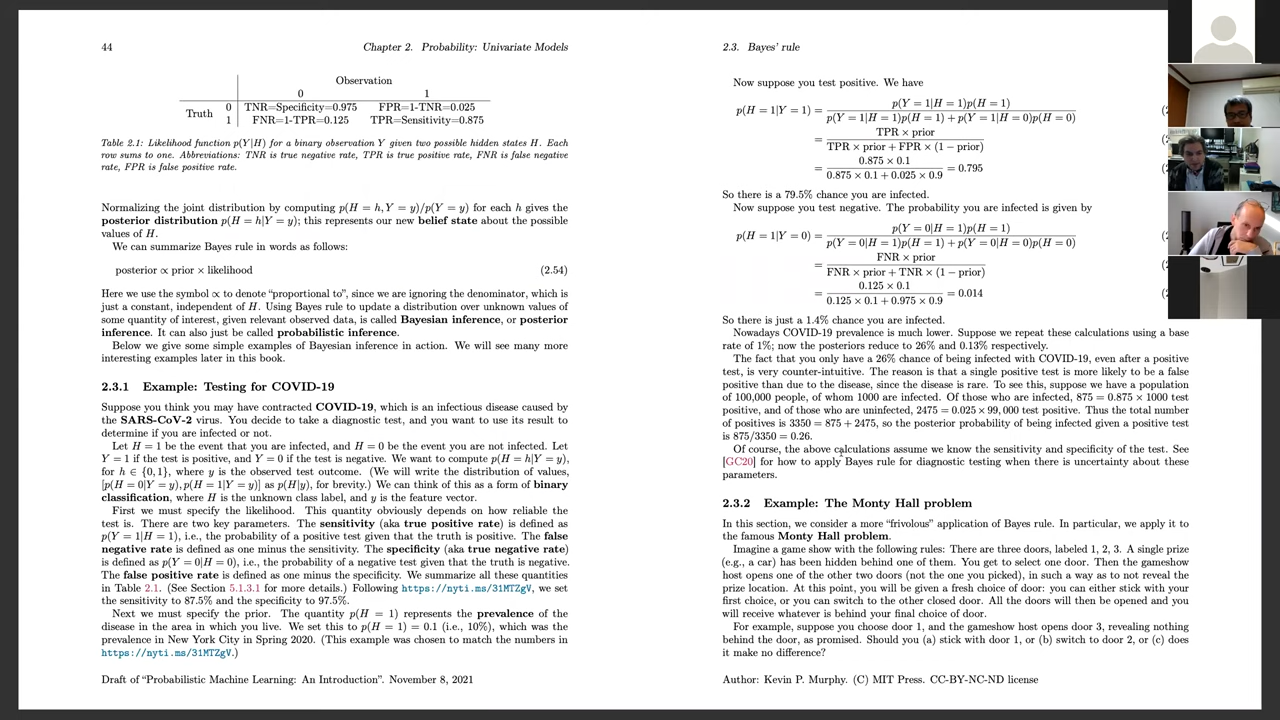 44
Chapter 2. Probability: Univariate Models
Observation
0 1
Truth 0 TNR=Specificity=0.975 FPR=1-TNR=0.025
1 FNR=1-TPR=0.125 TPR=Sensitivity=0.875
Table 2.1: Likelihood function p(Y|H) for a binary observation Y given two possible hidden states H. Each
row sums to one. Abbreviations: TNR is true negative rate, TPR is true positive rate, FNR is false negative
rate, FPR is false positive rate.
Normalizing the joint distribution by computing p(H = h, Y = y)/p(Y = y) for each h gives the
posterior distribution p(H = h|Y = y); this represents our new belief state about the possible
values of H.
We can summarize Bayes rule in words as follows:
posterior ∝ prior × likelihood (2.54)
Here we use the symbol ∝ to denote “proportional to”, since we are ignoring the denominator, which is
just a constant, independent of H. Using Bayes rule to update a distribution over unknown values of
some quantity of interest, given relevant observed data, is called Bayesian inference, or posterior
inference. It can also just be called probabilistic inference.
Below we give some simple examples of Bayesian inference in action. We will see many more
interesting examples later in this book.
2.3.1 Example: Testing for COVID-19
Suppose you think you may have contracted COVID-19, which is an infectious disease caused by
the SARS-CoV-2 virus. You decide to take a diagnostic test, and you want to use its result to
determine if you are infected or not.
Let H = 1 be the event that you are infected, and H = 0 be the event you are not infected. Let
Y = 1 if the test is positive, and Y = 0 if the test is negative. We want to compute p(H = h|Y = y),
for h ∈ {0, 1}, where y is the observed test outcome. (We will write the distribution of values,
[p(H = 0|Y = y), p(H = 1|Y = y)] as p(H|y), for brevity.) We can think of this as a form of binary
classification, where H is the unknown class label, and y is the feature vector.
First we must specify the likelihood. This quantity obviously depends on how reliable the
test is. There are two key parameters. The sensitivity (aka true positive rate) is defined as
p(Y = 1|H = 1), i.e., the probability of a positive test given that the truth is positive. The false
negative rate is defined as one minus the sensitivity. The specificity (aka true negative rate)
is defined as p(Y = 0|H = 0), i.e., the probability of a negative test given that the truth is negative.
The false positive rate is defined as one minus the specificity. We summarize all these quantities
in Table 2.1. (See Section 5.1.3.1 for more details.) Following https://nyti.ms/31MTZgV, we set
the sensitivity to 87.5% and the specificity to 97.5%.
Next we must specify the prior. The quantity p(H = 1) represents the prevalence of the
disease in the area in which you live. We set this to p(H = 1) = 0.1 (i.e., 10%), which was the
prevalence in New York City in Spring 2020. (This example was chosen to match the numbers in
https://nyti.ms/31MTZgV.)
Draft of “Probabilistic Machine Learning: An Introduction”. November 8, 2021
2.3. Bayes’ rule
Now suppose you test positive. We have
p(H = 1|Y = 1) = p(Y = 1|H = 1)p(H = 1) / p(Y = 1|H = 1)p(H = 1) + p(Y = 1|H = 0)p(H = 0) (2
= TPR × prior / TPR × prior + FPR × (1 − prior) (2
= 0.875 × 0.1 / 0.875 × 0.1 + 0.025 × 0.9 = 0.795 (2
So there is a 79.5% chance you are infected.
Now suppose you test negative. The probability you are infected is given by
p(H = 1|Y = 0) = p(Y = 0|H = 1)p(H = 1) / p(Y = 0|H = 1)p(H = 1) + p(Y = 0|H = 0)p(H = 0) (2
= FNR × prior / FNR × prior + TNR × (1 − prior) (2
= 0.125 × 0.1 / 0.125 × 0.1 + 0.975 × 0.9 = 0.014 (2
So there is just a 1.4% chance you are infected.
Nowadays COVID-19 prevalence is much lower. Suppose we repeat these calculations using a base
rate of 1%; now the posteriors reduce to 26% and 0.13% respectively.
The fact that you only have a 26% chance of being infected with COVID-19, even after a positive
test, is very counter-intuitive. The reason is that a single positive test is more likely to be a false
positive than due to the disease, since the disease is rare. To see this, suppose we have a population
of 100,000 people, of whom 1000 are infected. Of those who are infected, 875 = 0.875 × 1000 test
positive, and of those who are uninfected, 2475 = 0.025 × 99, 000 test positive. Thus the total number
of positives is 3350 = 875 + 2475, so the posterior probability of being infected given a positive test
is 875/3350 = 0.26.
Of course, the above calculations assume we know the sensitivity and specificity of the test. See
[GC20] for how to apply Bayes rule for diagnostic testing when there is uncertainty about these
parameters.
2.3.2 Example: The Monty Hall problem
In this section, we consider a more “frivolous” application of Bayes rule. In particular, we apply it to
the famous Monty Hall problem.
Imagine a game show with the following rules: There are three doors, labeled 1, 2, 3. A single prize
(e.g., a car) has been hidden behind one of them. You get to select one door. Then the gameshow
host opens one of the other two doors (not the one you picked), in such a way as to not reveal the
prize location. At this point, you will be given a fresh choice of door: you can either stick with your
first choice, or you can switch to the other closed door. All the doors will then be opened and you
will receive whatever is behind your final choice of door.
For example, suppose you choose door 1, and the gameshow host opens door 3, revealing nothing
behind the door, as promised. Should you (a) stick with door 1, or (b) switch to door 2, or (c) does
it make no difference?
Author: Kevin P. Murphy. (C) MIT Press. CC-BY-NC-ND license